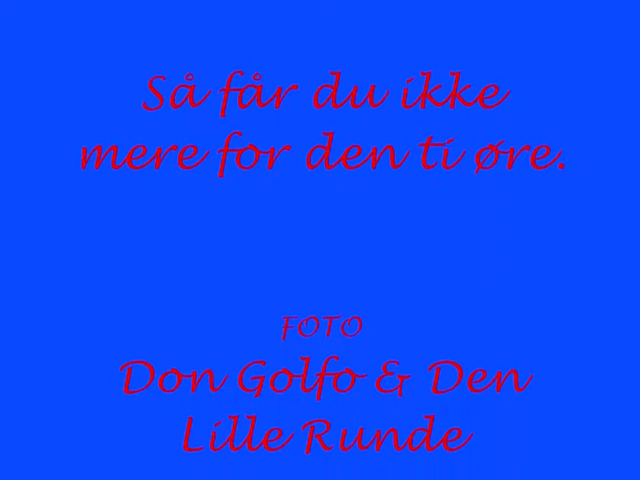 Så får du ikke
mere for den ti øre.
FOTO
Don Golfo & Den
Lille Runde